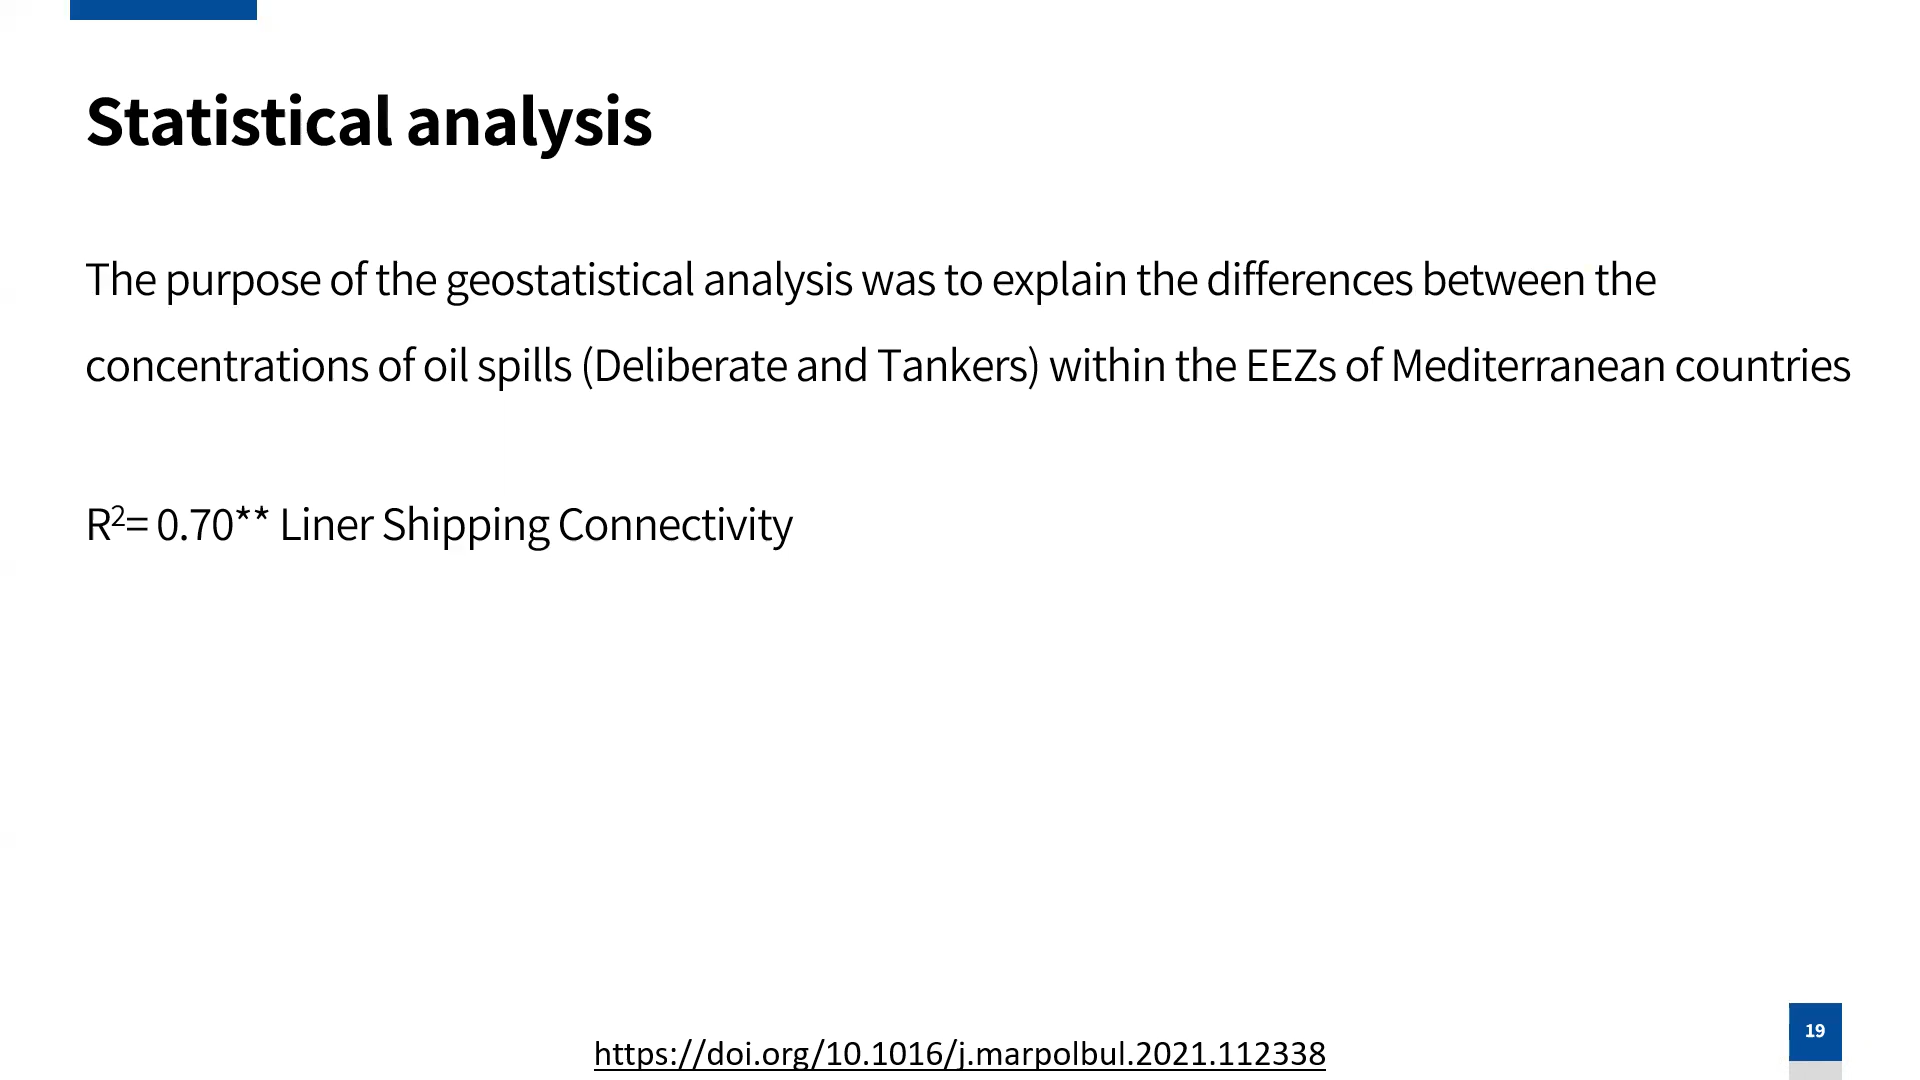 Statistical analysis
The purpose of the geostatistical analysis was to explain the differences between the
concentrations of oil spills (Deliberate and Tankers) within the EEZs of Mediterranean countries
R²= 0.70** Liner Shipping Connectivity
19
https://doi.org/10.1016/j.marpolbul.2021.112338